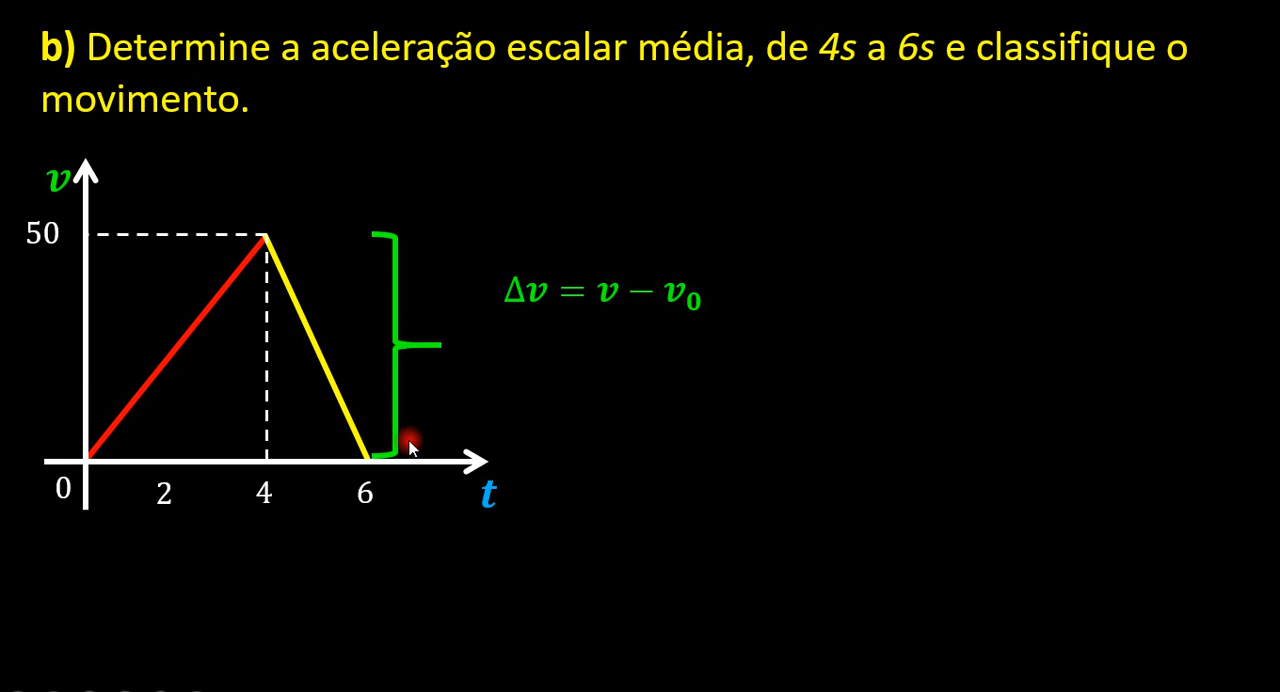 b) Determine a aceleração escalar média, de 4s a 6s e classifique o
movimento.
v
50
Δv = v − v₀
0
2
4
6
t